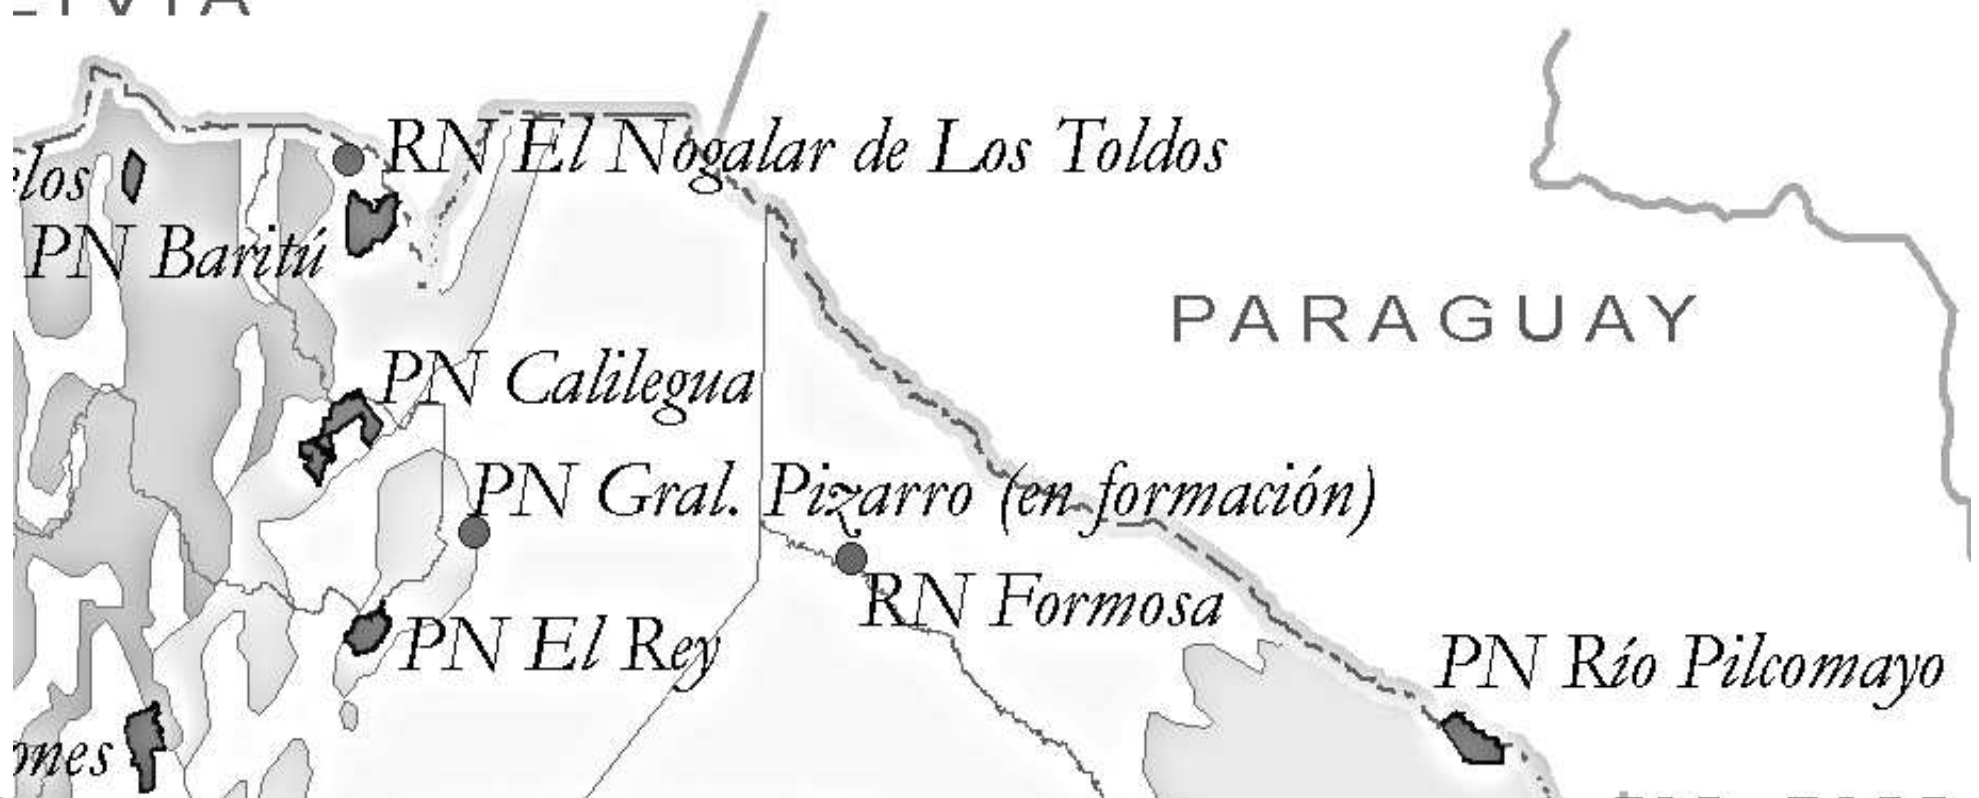 RN El Nogalar de Los Toldos
PN Baritú
PARAGUAY
PN Calilegua
PN Gral. Pizarro (en formación)
RN Formosa
PN El Rey
PN Río Pilcomayo